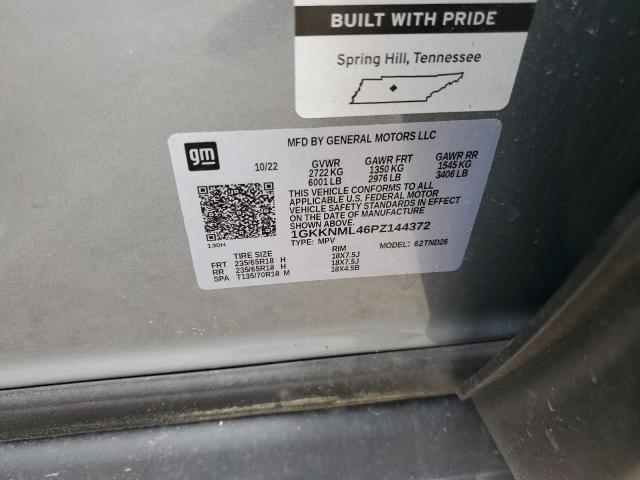 BUILT WITH PRIDE
Spring Hill, Tennessee
gm
MFD BY GENERAL MOTORS LLC
10/22 GVWR GAWR FRT GAWR RR
2722 KG 1350 KG 1545 KG
6001 LB 2976 LB 3406 LB
THIS VEHICLE CONFORMS TO ALL
APPLICABLE U.S. FEDERAL MOTOR
VEHICLE SAFETY STANDARDS IN EFFECT
ON THE DATE OF MANUFACTURE SHOWN ABOVE.
1GKKNML46PZ144372
130H TYPE: MPV MODEL: 62TND26
TIRE SIZE RIM
FRT 235/65R18 H 18X7.5J
RR 235/65R18 H 18X7.5J
SPA T135/70R18 M 18X4.5B